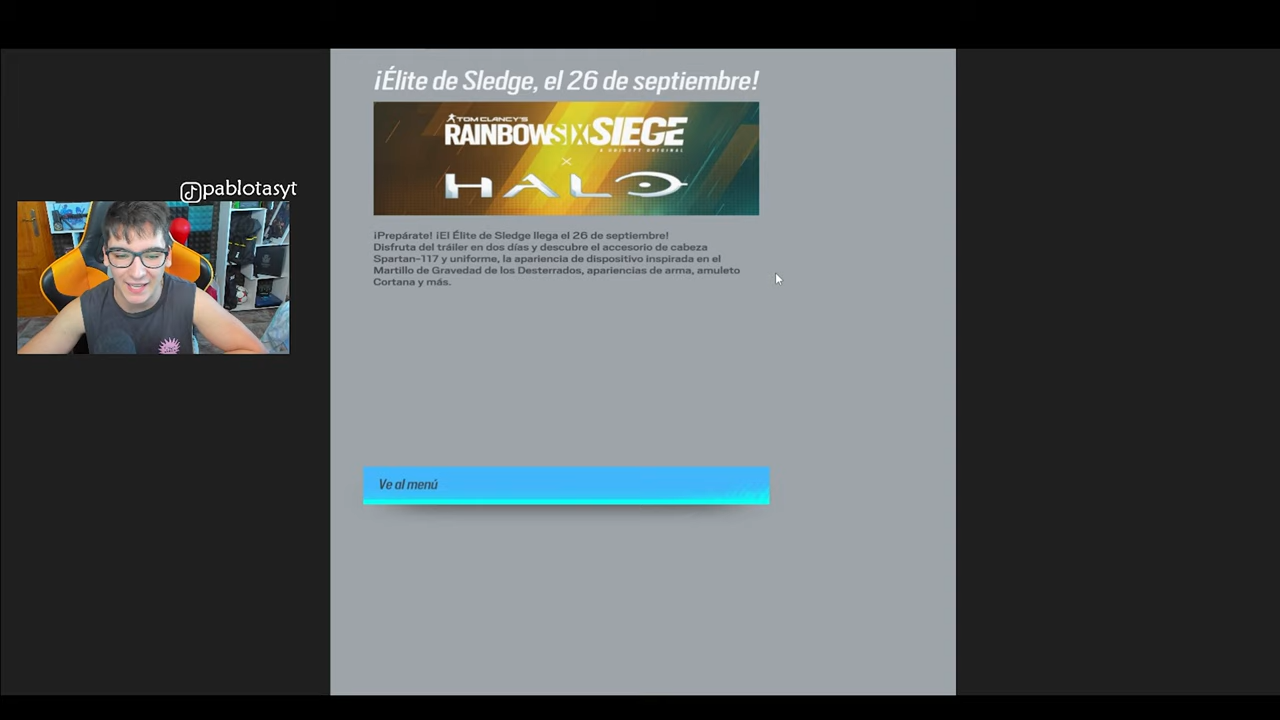 ¡Élite de Sledge, el 26 de septiembre!
TOM CLANCY'S
RAINBOWSIX SIEGE
A UBISOFT ORIGINAL
×
HALO
pablotasyt
¡Prepárate! ¡El Élite de Sledge llega el 26 de septiembre!
Disfruta del tráiler en dos días y descubre el accesorio de cabeza
Spartan-117 y uniforme, la apariencia de dispositivo inspirada en el
Martillo de Gravedad de los Desterrados, apariencias de arma, amuleto
Cortana y más.
Ve al menú